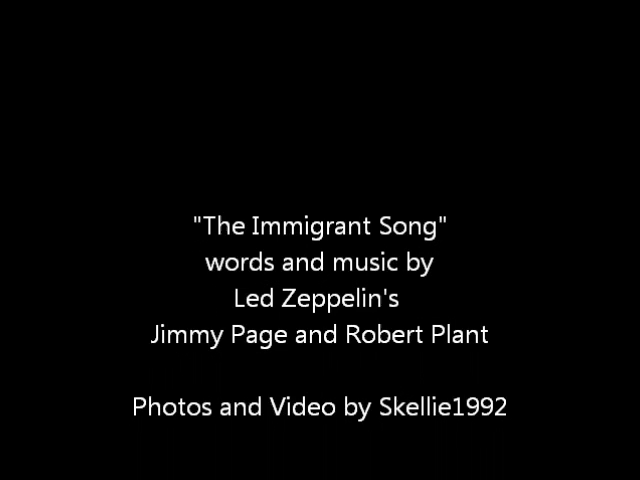 "The Immigrant Song"
words and music by
Led Zeppelin's
Jimmy Page and Robert Plant
Photos and Video by Skellie1992